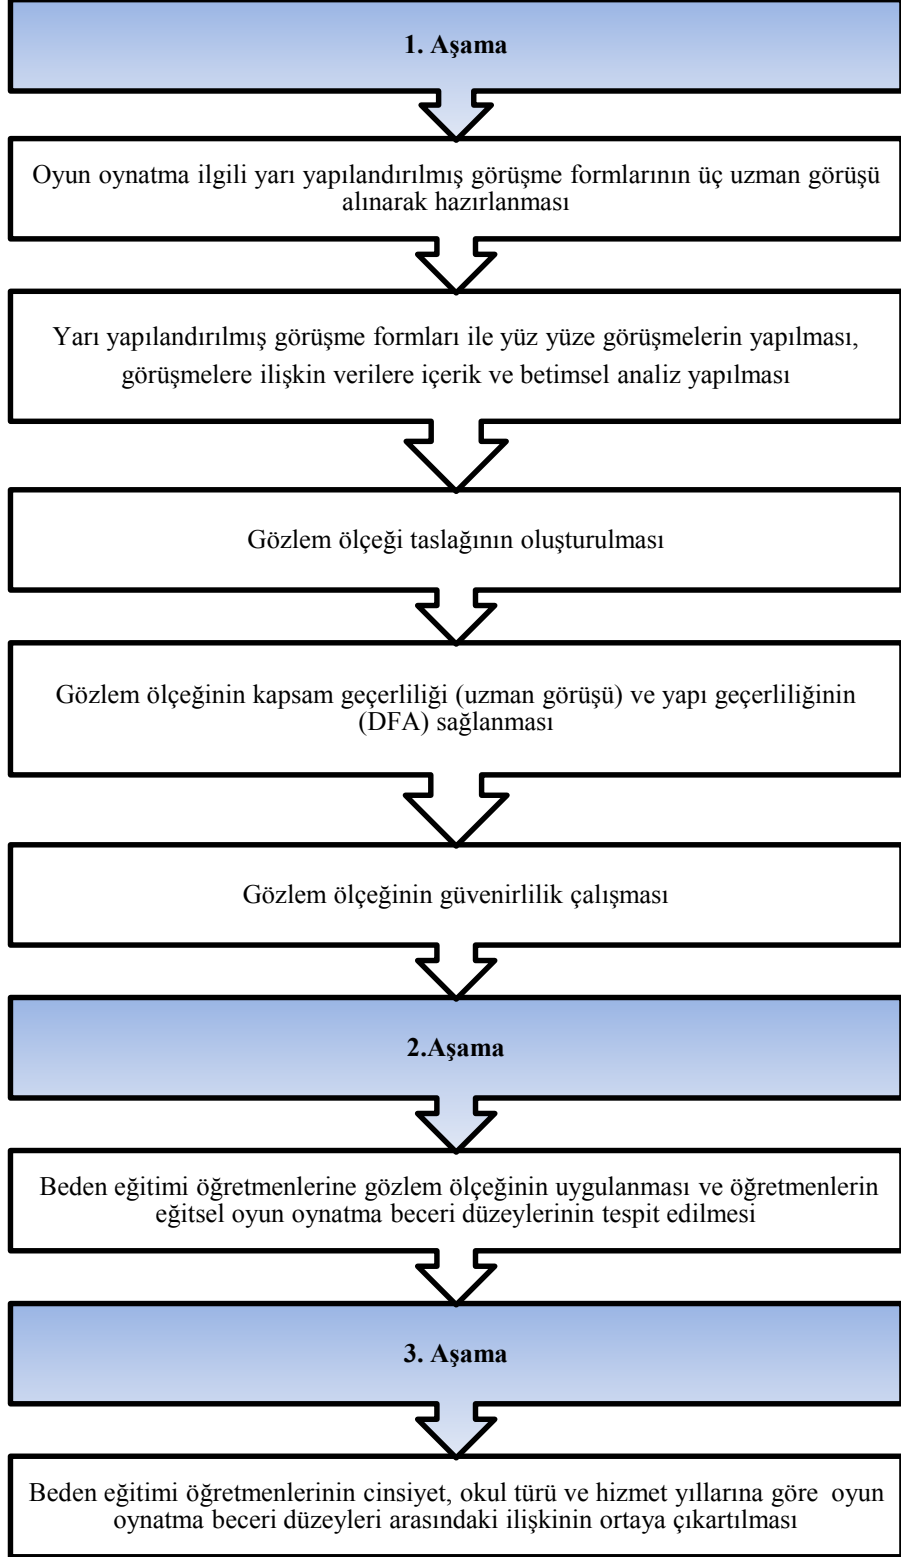 1. Aşama
Oyun oynatma ilgili yarı yapılandırılmış görüşme formlarının üç uzman görüşü
alınarak hazırlanması
Yarı yapılandırılmış görüşme formları ile yüz yüze görüşmelerin yapılması,
görüşmelere ilişkin verilere içerik ve betimsel analiz yapılması
Gözlem ölçeği taslağının oluşturulması
Gözlem ölçeğinin kapsam geçerliliği (uzman görüşü) ve yapı geçerliliğinin
(DFA) sağlanması
Gözlem ölçeğinin güvenirlilik çalışması
2.Aşama
Beden eğitimi öğretmenlerine gözlem ölçeğinin uygulanması ve öğretmenlerin
eğitsel oyun oynatma beceri düzeylerinin tespit edilmesi
3. Aşama
Beden eğitimi öğretmenlerinin cinsiyet, okul türü ve hizmet yıllarına göre oyun
oynatma beceri düzeyleri arasındaki ilişkinin ortaya çıkartılması